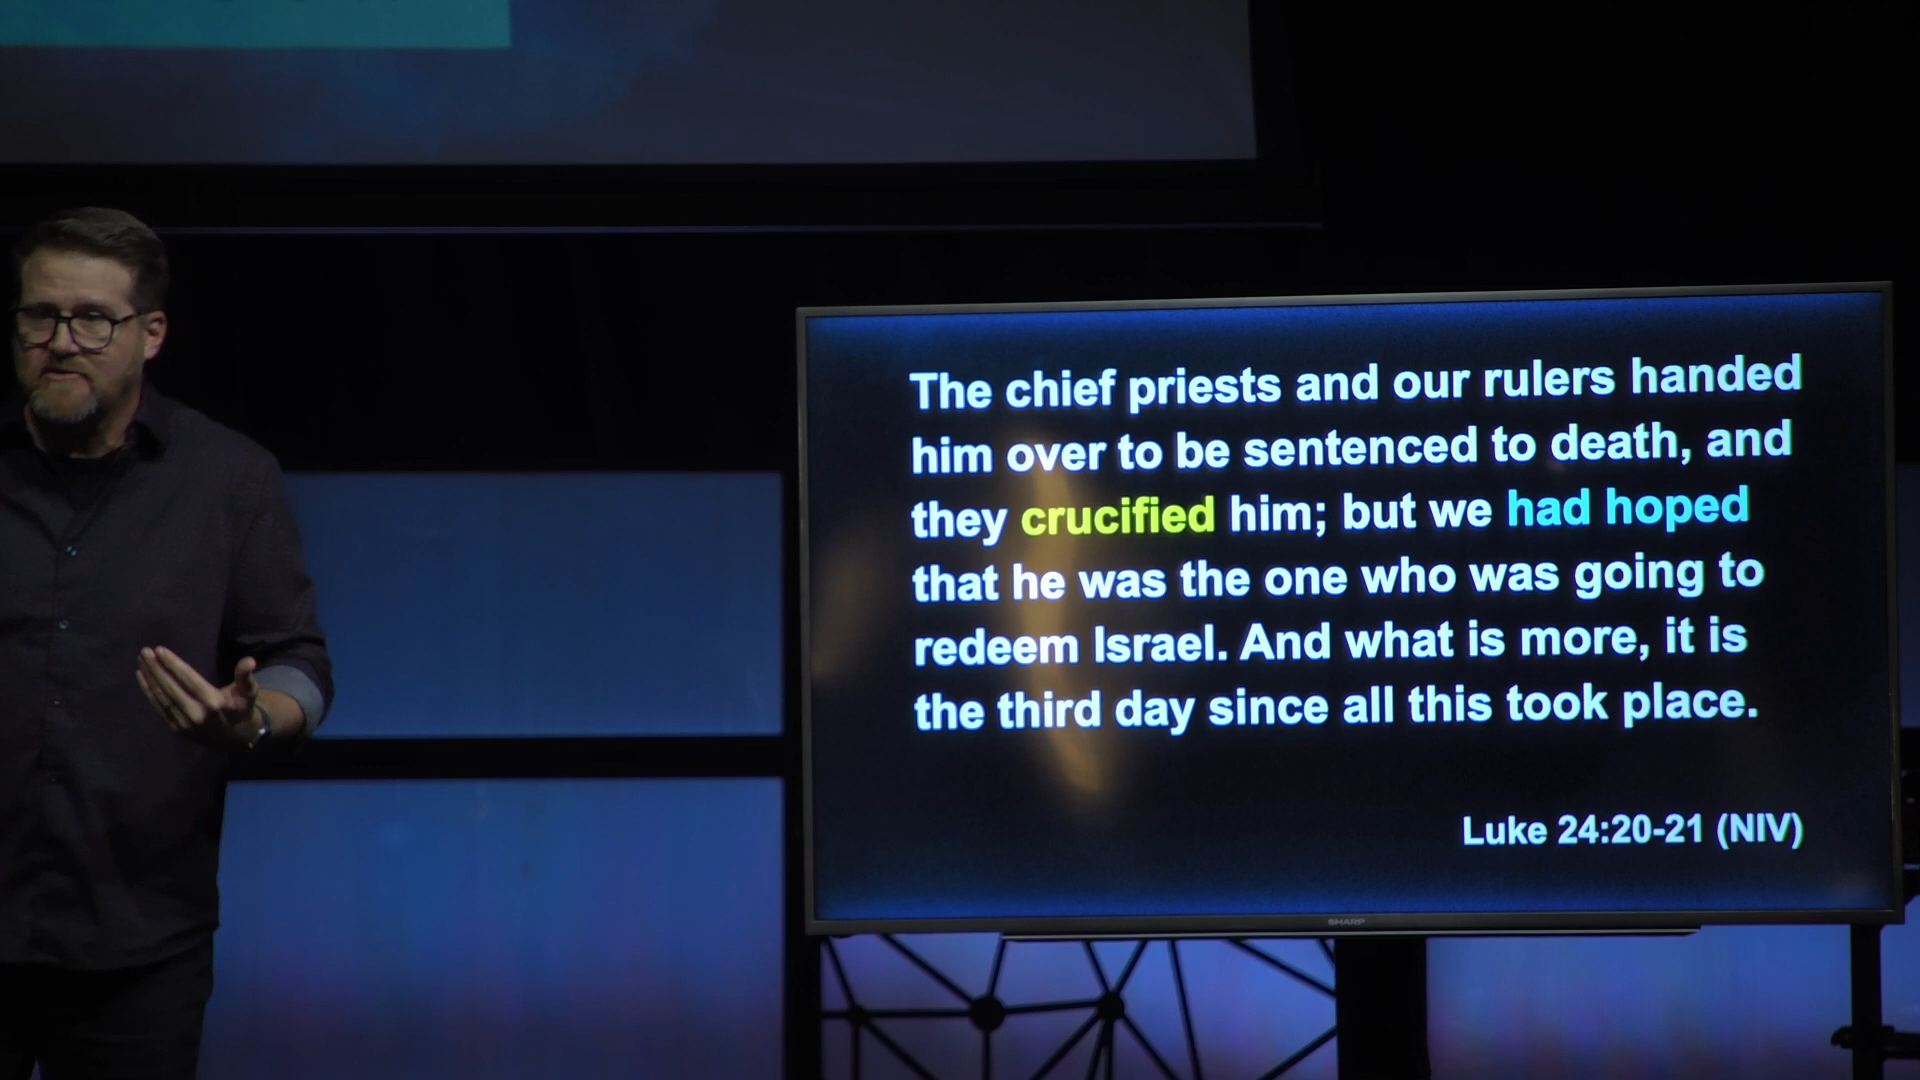 The chief priests and our rulers handed
him over to be sentenced to death, and
they crucified him; but we had hoped
that he was the one who was going to
redeem Israel. And what is more, it is
the third day since all this took place.
Luke 24:20-21 (NIV)
SHARP